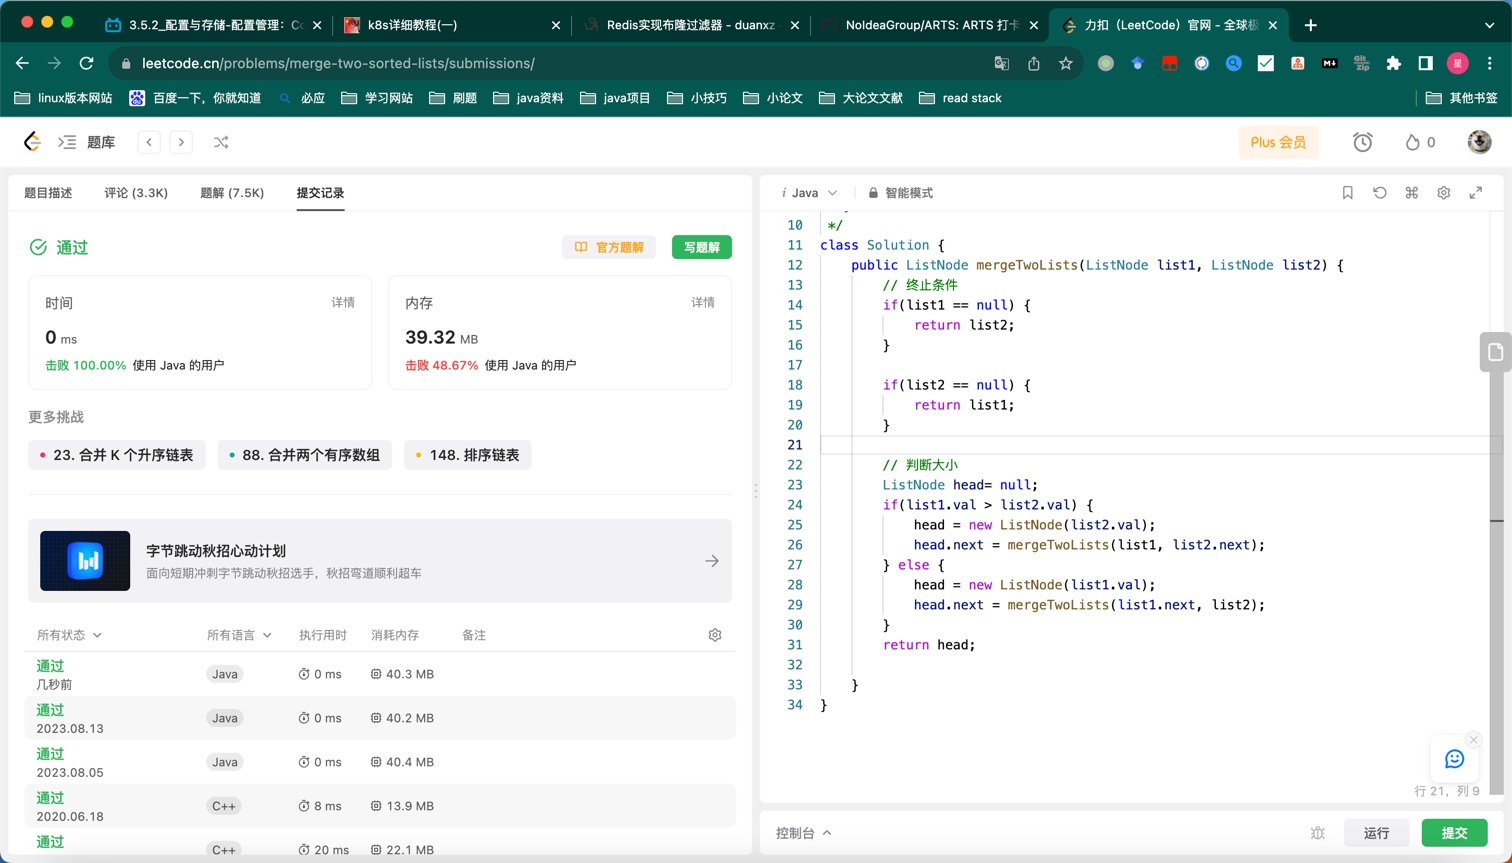 3.5.2_配置与存储-配置管理：Co
k8s详细教程(一)
Redis实现布隆过滤器 - duanxz
NoldeaGroup/ARTS: ARTS 打卡
力扣（LeetCode）官网 - 全球极
leetcode.cn/problems/merge-two-sorted-lists/submissions/
linux版本网站
百度一下，你就知道
必应
学习网站
刷题
java资料
java项目
小技巧
小论文
大论文文献
read stack
其他书签
题库
Plus 会员
0
题目描述
评论 (3.3K)
题解 (7.5K)
提交记录
通过
官方题解
写题解
时间
详情
0 ms
击败 100.00% 使用 Java 的用户
内存
详情
39.32 MB
击败 48.67% 使用 Java 的用户
更多挑战
23. 合并 K 个升序链表
88. 合并两个有序数组
148. 排序链表
字节跳动秋招心动计划
面向短期冲刺字节跳动秋招选手，秋招弯道顺利超车
所有状态
所有语言
执行用时
消耗内存
备注
通过
几秒前
Java
0 ms
40.3 MB
通过
2023.08.13
Java
0 ms
40.2 MB
通过
2023.08.05
Java
0 ms
40.4 MB
通过
2020.06.18
C++
8 ms
13.9 MB
通过
C++
20 ms
22.1 MB
i Java
智能模式
10 */
11 class Solution {
12 public ListNode mergeTwoLists(ListNode list1, ListNode list2) {
13 // 终止条件
14 if(list1 == null) {
15 return list2;
16 }
17
18 if(list2 == null) {
19 return list1;
20 }
21
22 // 判断大小
23 ListNode head= null;
24 if(list1.val > list2.val) {
25 head = new ListNode(list2.val);
26 head.next = mergeTwoLists(list1, list2.next);
27 } else {
28 head = new ListNode(list1.val);
29 head.next = mergeTwoLists(list1.next, list2);
30 }
31 return head;
32
33 }
34 }
行 21，列 9
控制台
运行
提交